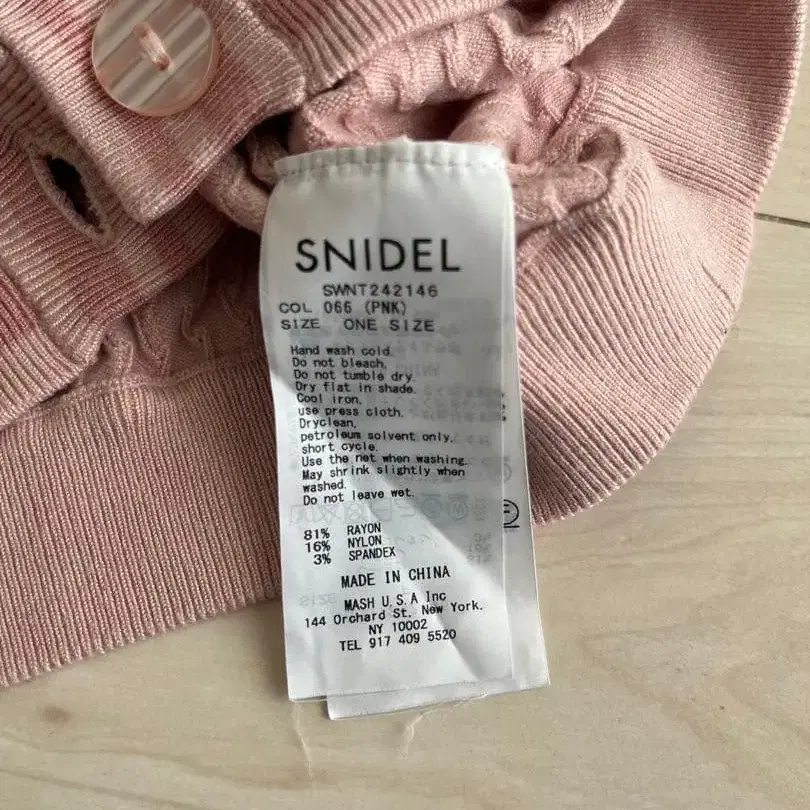 SNIDEL
SWNT242146
COL 066 (PNK)
SIZE ONE SIZE
Hand wash cold.
Do not bleach.
Do not tumble dry.
Dry flat in shade.
Cool iron,
use press cloth.
Dryclean,
petroleum solvent only,
short cycle.
Use the net when washing.
May shrink slightly when
washed.
Do not leave wet.
81% RAYON
16% NYLON
3% SPANDEX
MADE IN CHINA
MASH U.S.A Inc
144 Orchard St. New York.
NY 10002
TEL 917 409 5520